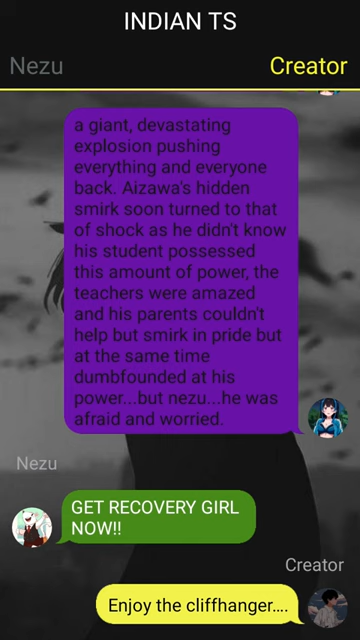 INDIAN TS
Nezu
Creator
a giant, devastating
explosion pushing
everything and everyone
back. Aizawa's hidden
smirk soon turned to that
of shock as he didn't know
his student possessed
this amount of power, the
teachers were amazed
and his parents couldn't
help but smirk in pride but
at the same time
dumbfounded at his
power...but nezu...he was
afraid and worried.
Nezu
GET RECOVERY GIRL
NOW!!
Creator
Enjoy the cliffhanger....